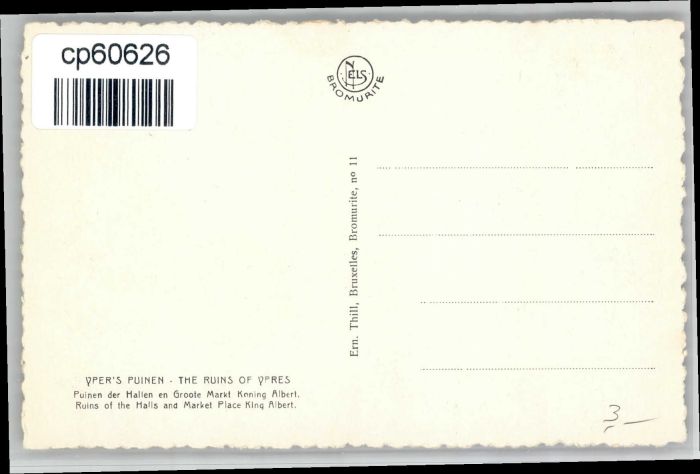 cp60626
NELS
BROMURITE
Ern. Thill, Bruxelles, Bromurite, no 11
YPER'S PUINEN - THE RUINS OF YPRES
Puinen der Hallen en Groote Markt Koning Albert.
Ruins of the Halls and Market Place King Albert.
3 —